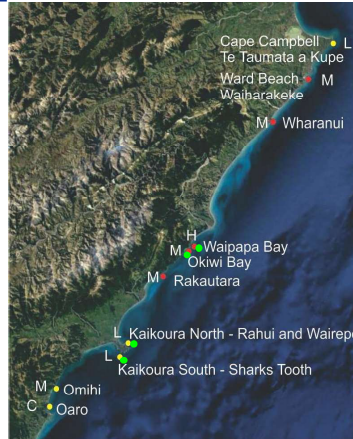 Cape Campbell
Te Taumata a Kupe
L
Ward Beach
Waiharakeke
M
M
Wharanui
H
M
Waipapa Bay
Okiwi Bay
M
Rakautara
L
Kaikoura North - Rahui and Wairepo
L
Kaikoura South - Sharks Tooth
M
Omihi
C
Oaro